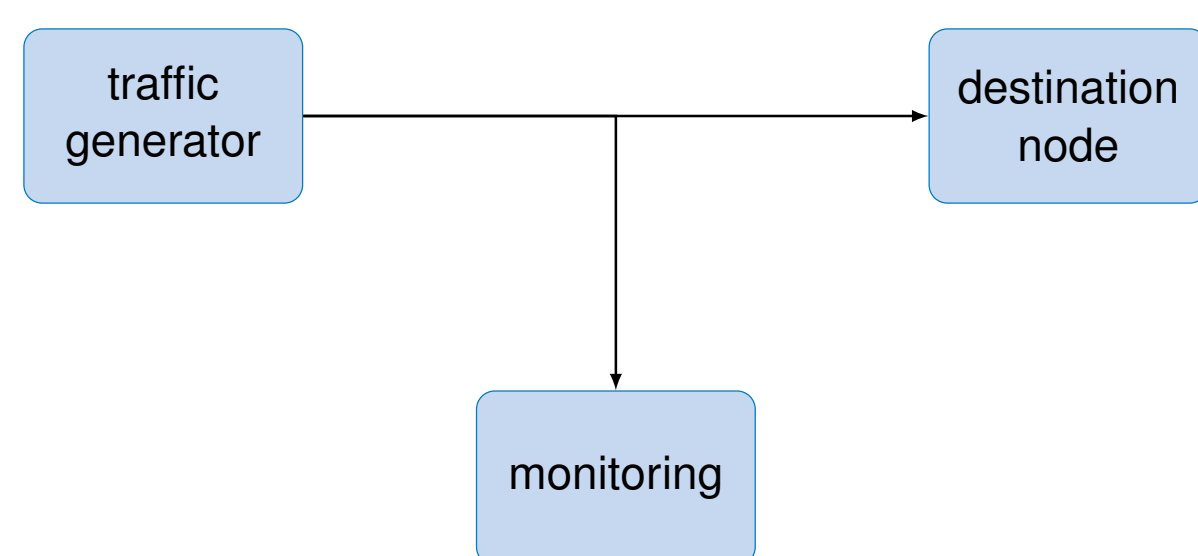 traffic
generator
destination
node
monitoring